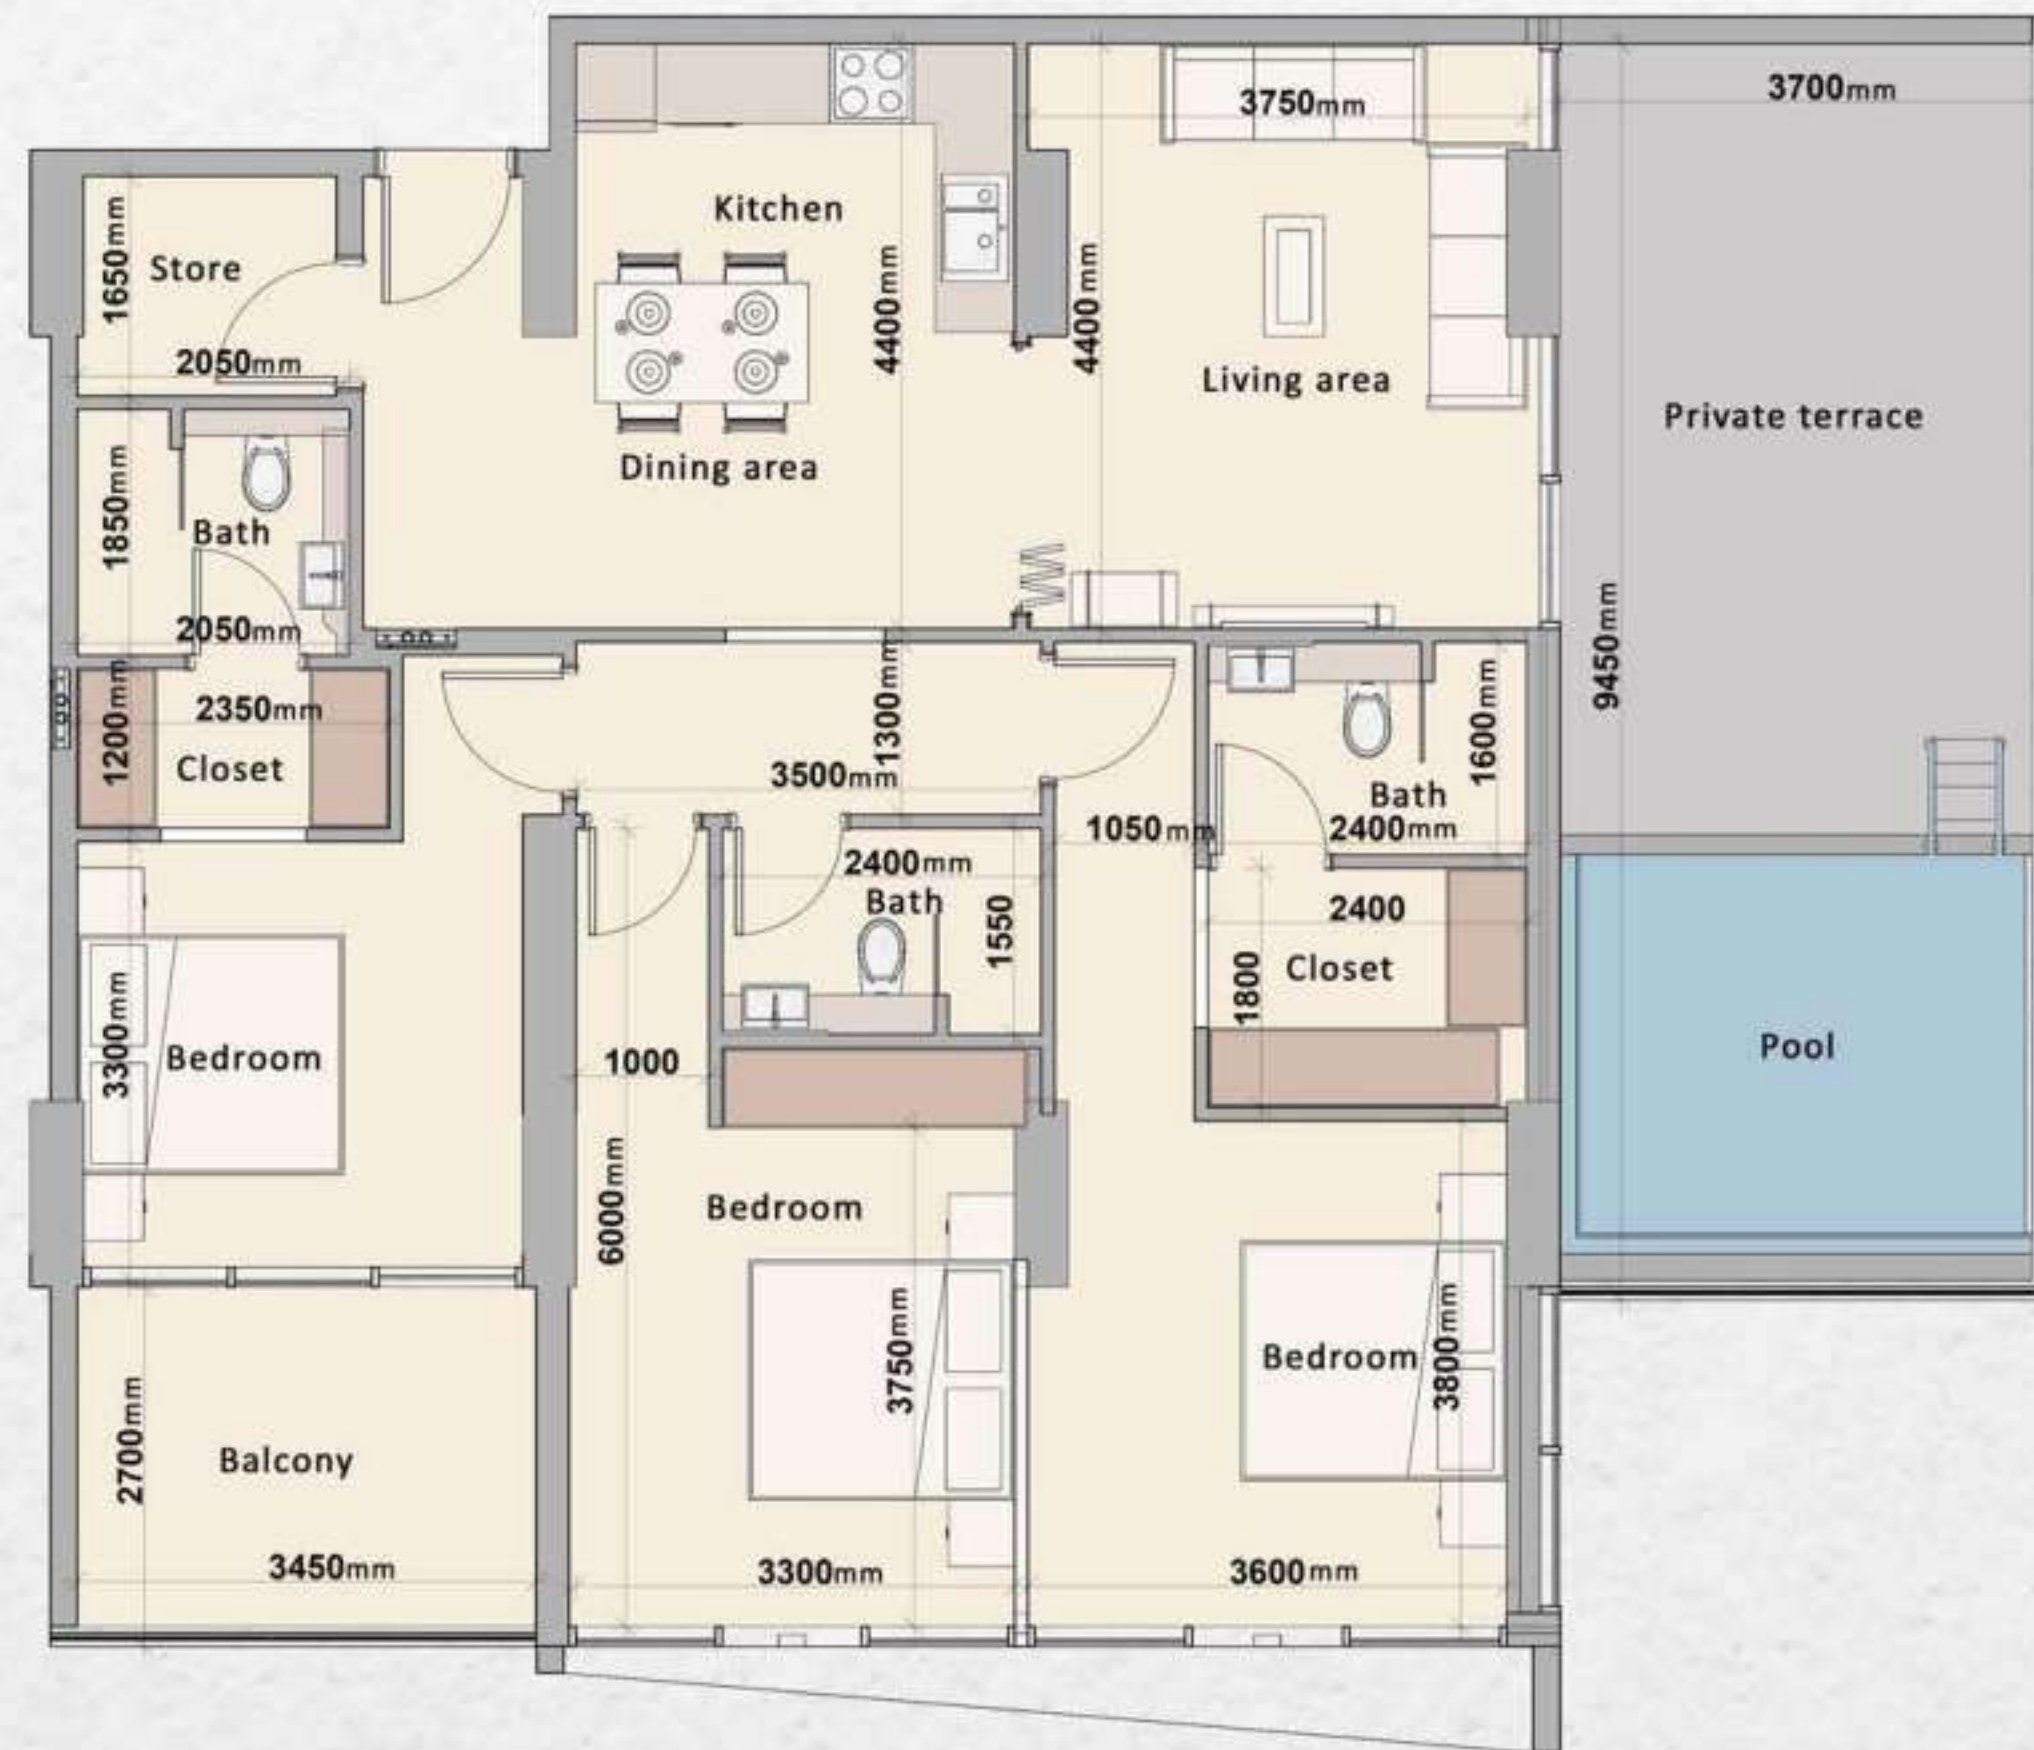 3700mm
3750mm
Kitchen
1650mm
Store
4400mm
4400mm
2050mm
Living area
Private terrace
Dining area
1850mm
Bath
2050mm
9450mm
1200mm
2350mm
Closet
1300mm
3500mm
1600mm
Bath
1050mm
2400mm
2400mm
Bath
1550
2400
Closet
1800
3300mm
Bedroom
1000
Pool
6000mm
Bedroom
3750mm
Bedroom
3800mm
2700mm
Balcony
3450mm
3300mm
3600mm